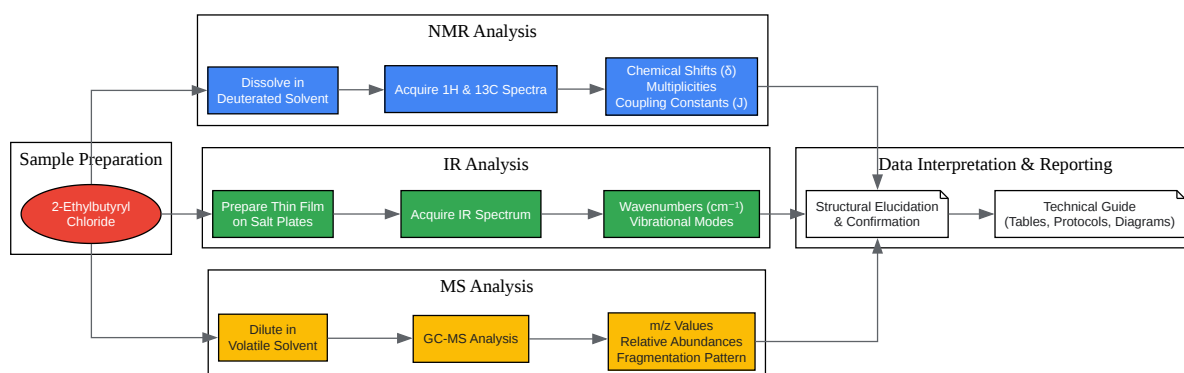 NMR Analysis
Dissolve in
Deuterated Solvent
Acquire 1H & 13C Spectra
Chemical Shifts (δ)
Multiplicities
Coupling Constants (J)
Sample Preparation
2-Ethylbutyryl
Chloride
IR Analysis
Prepare Thin Film
on Salt Plates
Acquire IR Spectrum
Wavenumbers (cm⁻¹)
Vibrational Modes
Data Interpretation & Reporting
Structural Elucidation
& Confirmation
Technical Guide
(Tables, Protocols, Diagrams)
MS Analysis
Dilute in
Volatile Solvent
GC-MS Analysis
m/z Values
Relative Abundances
Fragmentation Pattern